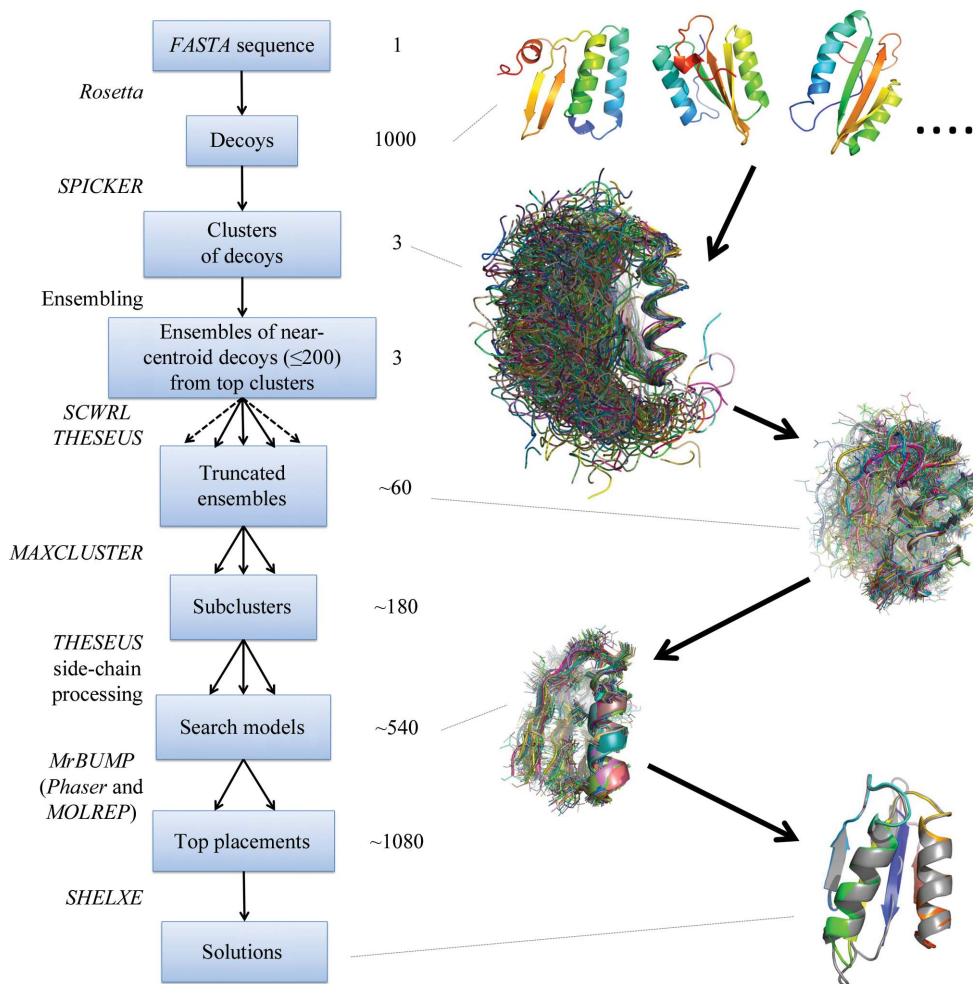 FASTA sequence
1
Rosetta
Decoys
1000
SPICKER
Clusters
of decoys
3
Ensembling
Ensembles of near-
centroid decoys (≤200)
from top clusters
3
SCWRL
THESEUS
Truncated
ensembles
~60
MAXCLUSTER
Subclusters
~180
THESEUS
side-chain
processing
Search models
~540
MrBUMP
(Phaser and
MOLREP)
Top placements
~1080
SHELXE
Solutions